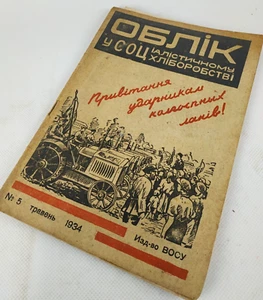 ОБЛІК
У СОЦІАЛІСТИЧНОМУ
ХЛІБОРОБСТВІ
Привітання
ударникам
колгоспних
ланів!
№ 5 травень 1934
Изд-во ВОСУ